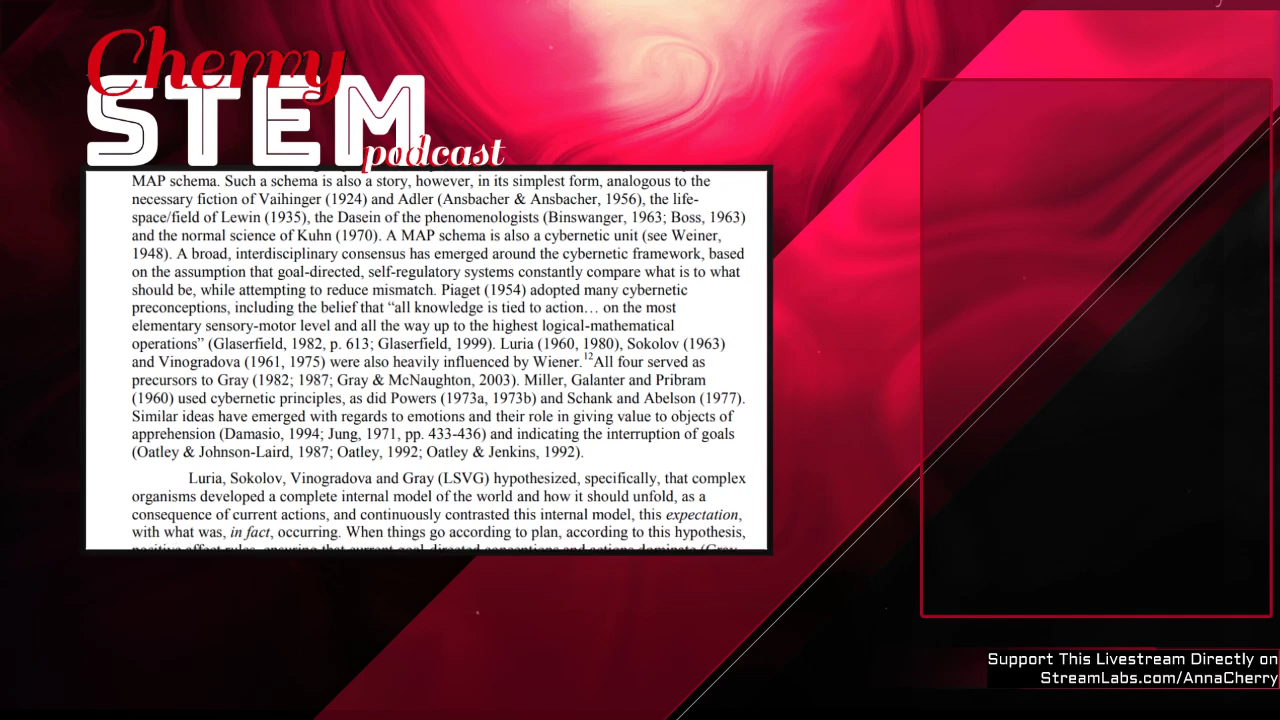 Cherry
STEM
podcast
MAP schema. Such a schema is also a story, however, in its simplest form, analogous to the
necessary fiction of Vaihinger (1924) and Adler (Ansbacher & Ansbacher, 1956), the life-
space/field of Lewin (1935), the Dasein of the phenomenologists (Binswanger, 1963; Boss, 1963)
and the normal science of Kuhn (1970). A MAP schema is also a cybernetic unit (see Weiner,
1948). A broad, interdisciplinary consensus has emerged around the cybernetic framework, based
on the assumption that goal-directed, self-regulatory systems constantly compare what is to what
should be, while attempting to reduce mismatch. Piaget (1954) adopted many cybernetic
preconceptions, including the belief that “all knowledge is tied to action… on the most
elementary sensory-motor level and all the way up to the highest logical-mathematical
operations” (Glaserfield, 1982, p. 613; Glaserfield, 1999). Luria (1960, 1980), Sokolov (1963)
and Vinogradova (1961, 1975) were also heavily influenced by Wiener.12All four served as
precursors to Gray (1982; 1987; Gray & McNaughton, 2003). Miller, Galanter and Pribram
(1960) used cybernetic principles, as did Powers (1973a, 1973b) and Schank and Abelson (1977).
Similar ideas have emerged with regards to emotions and their role in giving value to objects of
apprehension (Damasio, 1994; Jung, 1971, pp. 433-436) and indicating the interruption of goals
(Oatley & Johnson-Laird, 1987; Oatley, 1992; Oatley & Jenkins, 1992).
Luria, Sokolov, Vinogradova and Gray (LSVG) hypothesized, specifically, that complex
organisms developed a complete internal model of the world and how it should unfold, as a
consequence of current actions, and continuously contrasted this internal model, this expectation,
with what was, in fact, occurring. When things go according to plan, according to this hypothesis,
positive affect rules, ensuring that current goal-directed conceptions and actions dominate (Gray,
Support This Livestream Directly on
StreamLabs.com/AnnaCherry